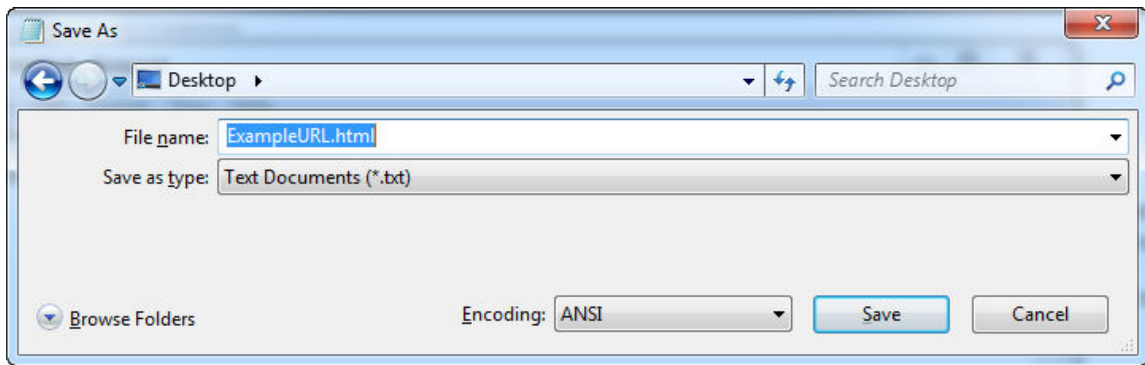 Save As
Desktop Search Desktop
File name: ExampleURL.html
Save as type: Text Documents (*.txt)
Browse Folders Encoding: ANSI Save Cancel